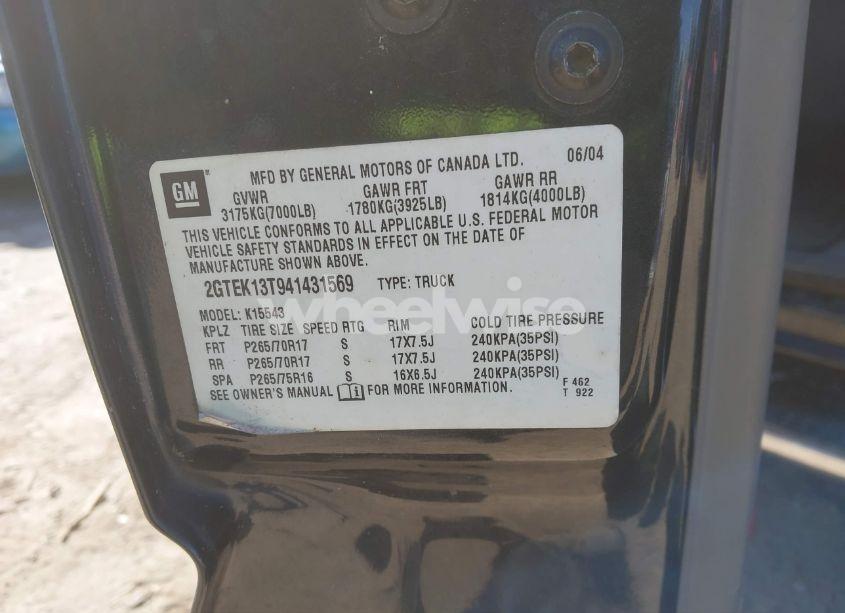 GM
MFD BY GENERAL MOTORS OF CANADA LTD. 06/04
GVWR GAWR FRT GAWR RR
3175KG(7000LB) 1780KG(3925LB) 1814KG(4000LB)
THIS VEHICLE CONFORMS TO ALL APPLICABLE U.S. FEDERAL MOTOR
VEHICLE SAFETY STANDARDS IN EFFECT ON THE DATE OF
MANUFACTURE SHOWN ABOVE.
2GTEK13T941431569 TYPE: TRUCK
wheelwise
MODEL: K15543
KPLZ TIRE SIZE SPEED RTG RIM COLD TIRE PRESSURE
FRT P265/70R17 S 17X7.5J 240KPA(35PSI)
RR P265/70R17 S 17X7.5J 240KPA(35PSI)
SPA P265/75R16 S 16X6.5J 240KPA(35PSI)
SEE OWNER'S MANUAL FOR MORE INFORMATION.
F 462
T 922